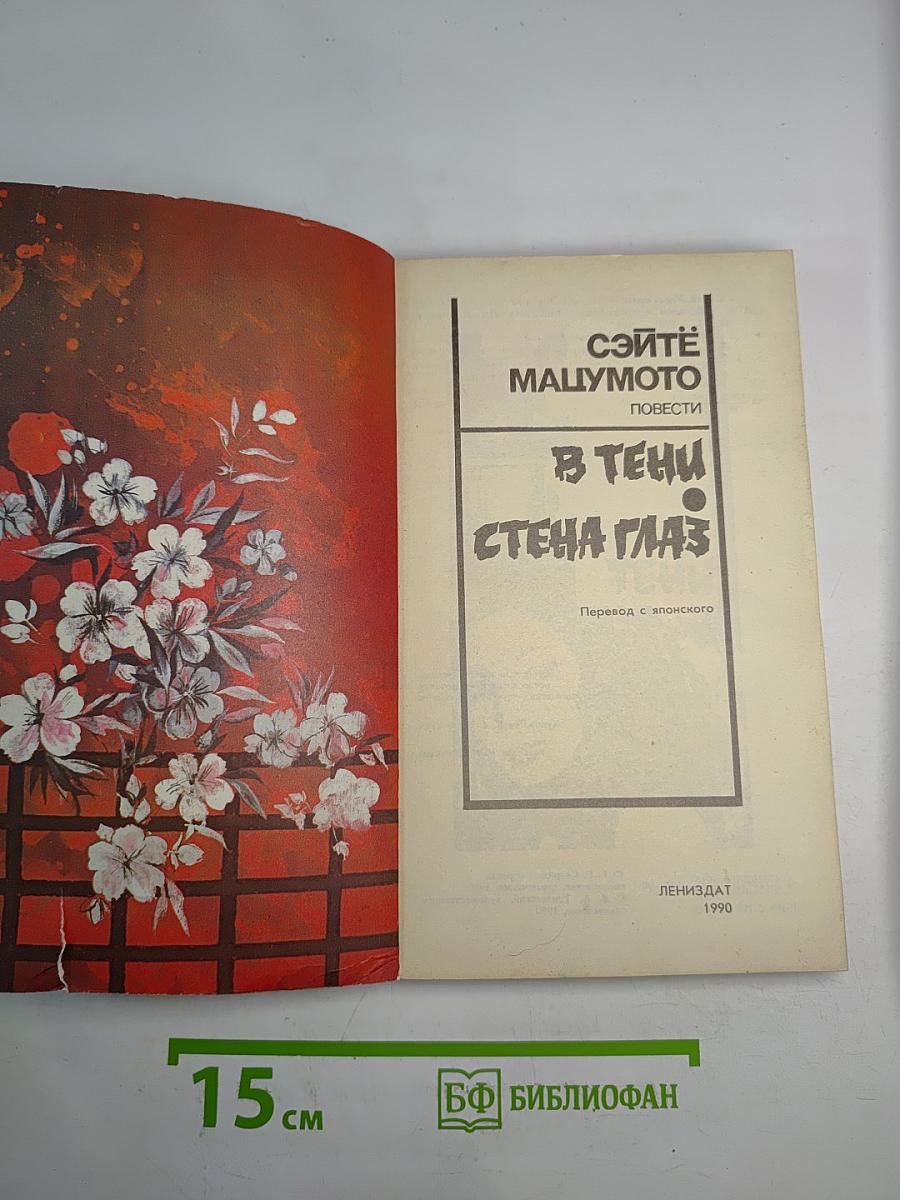 СЭЙТЁ
МАЦУМОТО
ПОВЕСТИ
В ТЕНИ
СТЕНА ГЛАЗ
Перевод с японского
ЛЕНИЗДАТ
1990
15 см
БФ БИБЛИОФАН